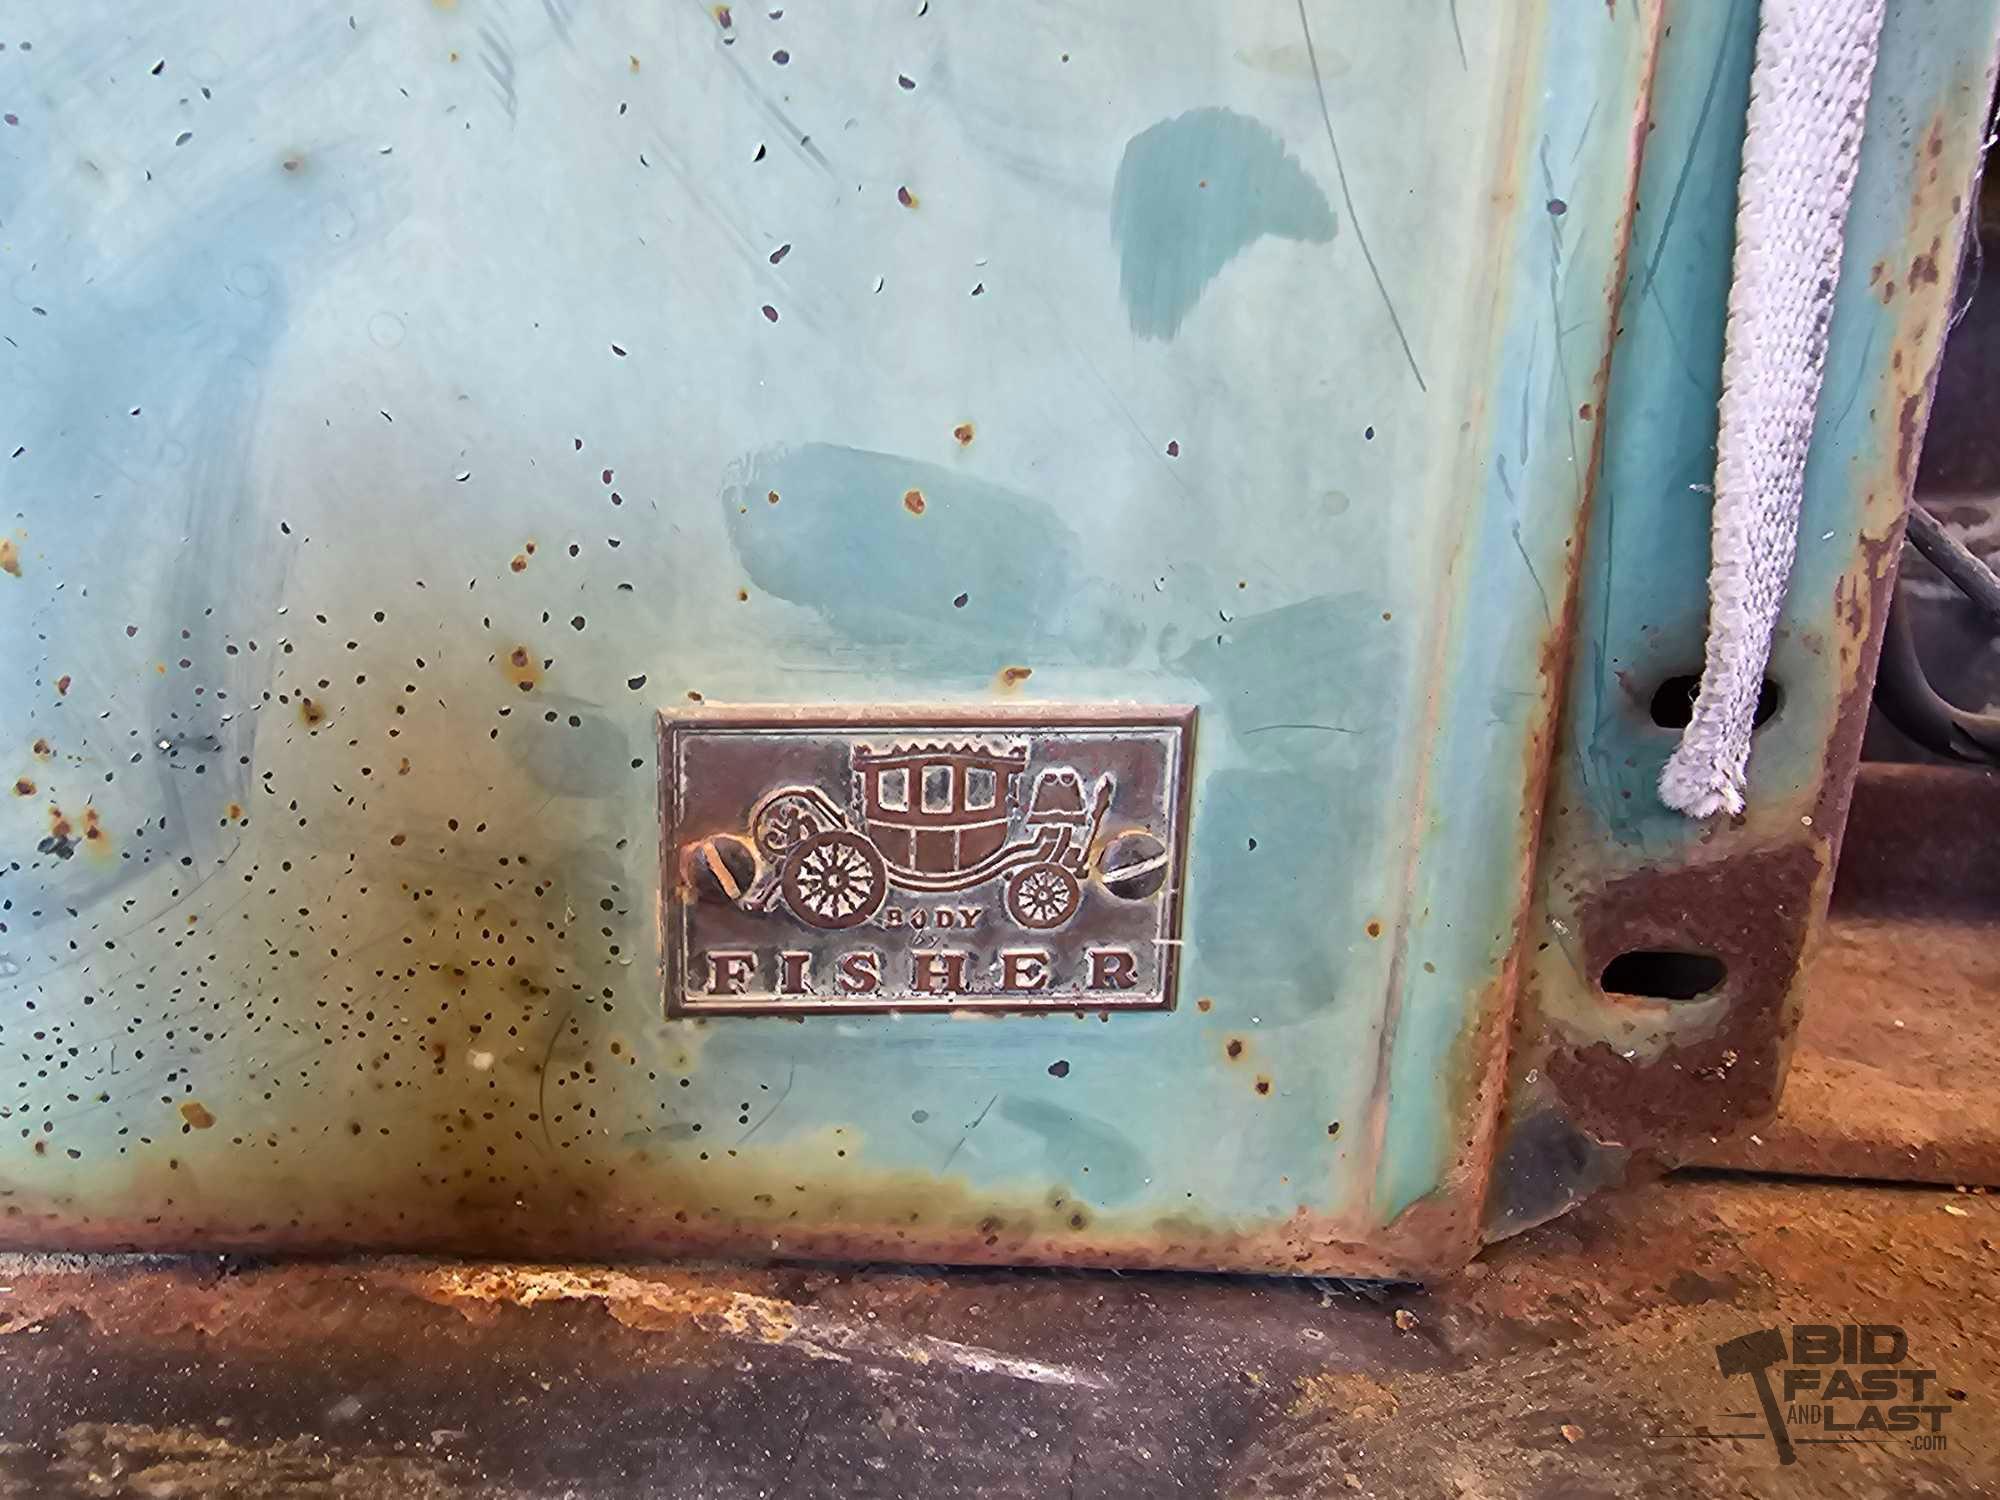 BODY
by
FISHER
BID
FAST
AND LAST
.com